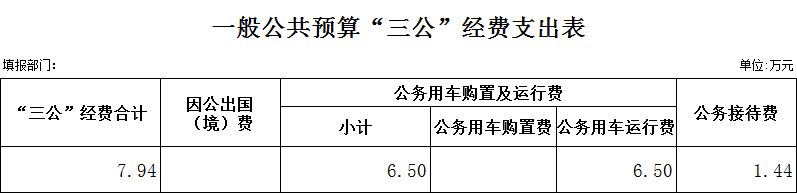 一般公共预算“三公”经费支出表
填报部门：
单位:万元
“三公”经费合计
因公出国
（境）费
公务用车购置及运行费
小计
公务用车购置费
公务用车运行费
公务接待费
7.94
6.50
6.50
1.44